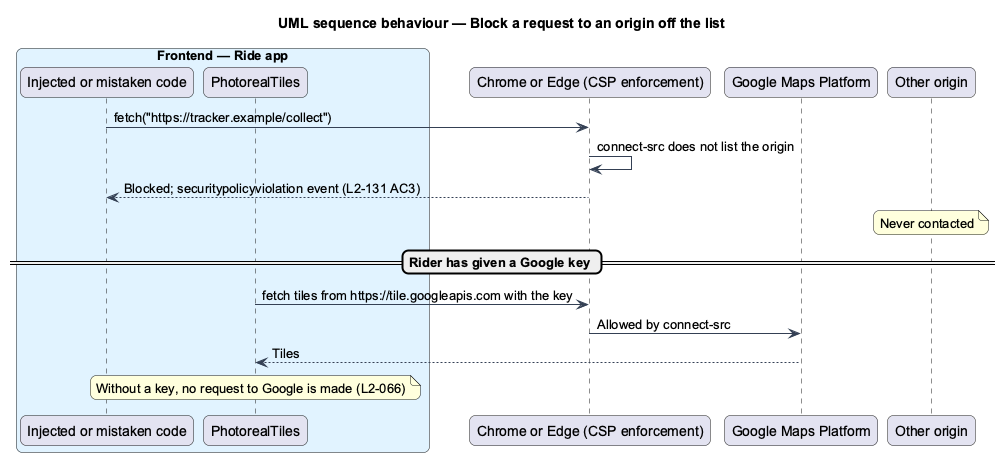 UML sequence behaviour — Block a request to an origin off the list
Frontend — Ride app
Injected or mistaken code
PhotorealTiles
Chrome or Edge (CSP enforcement)
Google Maps Platform
Other origin
fetch("https://tracker.example/collect")
connect-src does not list the origin
Blocked; securitypolicyviolation event (L2-131 AC3)
Never contacted
Rider has given a Google key
fetch tiles from https://tile.googleapis.com with the key
Allowed by connect-src
Tiles
Without a key, no request to Google is made (L2-066)
Injected or mistaken code
PhotorealTiles
Chrome or Edge (CSP enforcement)
Google Maps Platform
Other origin